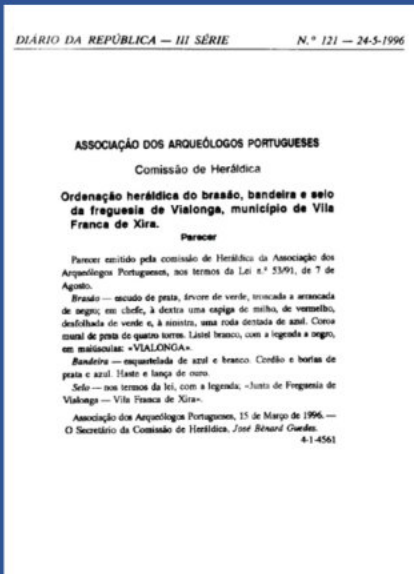 DIÁRIO DA REPÚBLICA — III SÉRIE N.º 121 — 24-5-1996
ASSOCIAÇÃO DOS ARQUEÓLOGOS PORTUGUESES
Comissão de Heráldica
Ordenação heráldica do brasão, bandeira e selo
da freguesia de Vialonga, município de Vila
Franca de Xira.
Parecer
Parecer emitido pela comissão de Heráldica da Associação dos
Arqueólogos Portugueses, nos termos da Lei n.º 53/91, de 7 de
Agosto.
Brasão — escudo de prata, árvore de verde, troncada a arrancada
de negro; em chefe, à dextra uma espiga de milho, de vermelho,
desfolhada de verde e, à sinistra, uma roda dentada de azul. Coroa
mural de prata de quatro torres. Listel branco, com a legenda a negro,
em maiúsculas: «VIALONGA».
Bandeira — esquartelada de azul e branco. Cordão e borlas de
prata e azul. Haste e lança de ouro.
Selo — nos termos da lei, com a legenda; «Junta de Freguesia de
Vialonga — Vila Franca de Xira».
Associação dos Arqueólogos Portugueses, 15 de Março de 1996. —
O Secretário da Comissão de Heráldica, José Bénard Guedes.
4-1-4561